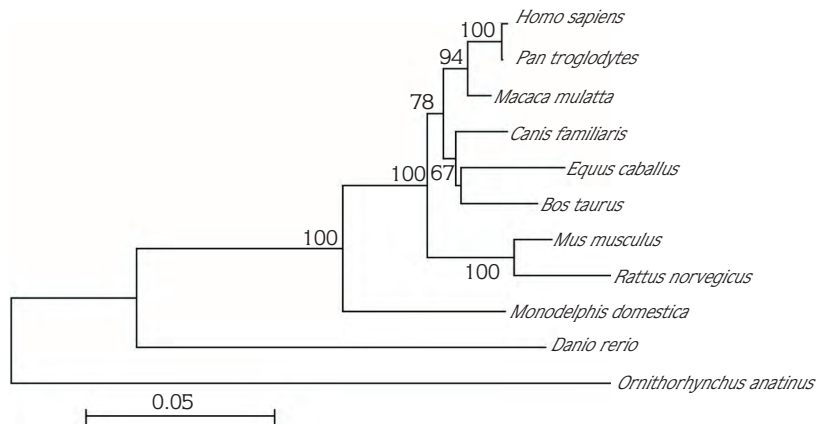 Homo sapiens
100
Pan troglodytes
94
Macaca mulatta
78
Canis familiaris
100 67
Equus caballus
Bos taurus
100
Mus musculus
100
Rattus norvegicus
Monodelphis domestica
Danio rerio
Ornithorhynchus anatinus
0.05